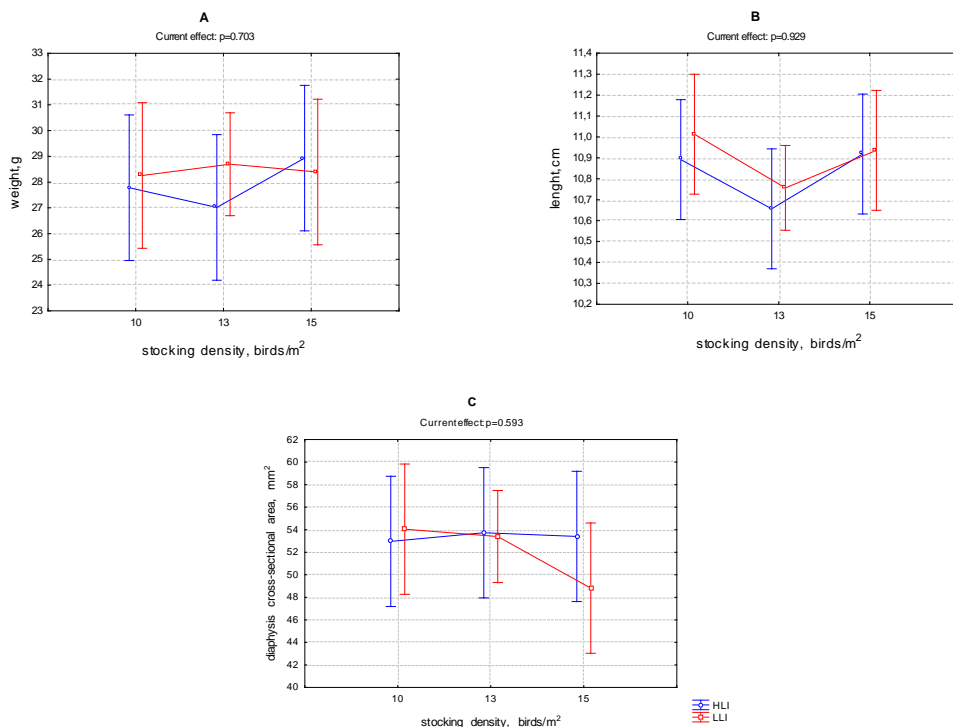 A
Current effect: p=0.703
33
32
31
30
29
28
27
26
25
24
23
weight, g
10 13 15
stocking density, birds/m²
B
Current effect: p=0.929
11,4
11,3
11,2
11,1
11,0
10,9
10,8
10,7
10,6
10,5
10,4
10,3
10,2
lenght, cm
10 13 15
stocking density, birds/m²
C
Current effect: p=0.593
62
60
58
56
54
52
50
48
46
44
42
40
diaphysis cross-sectional area, mm²
10 13 15
stocking density, birds/m²
HLI
LLI